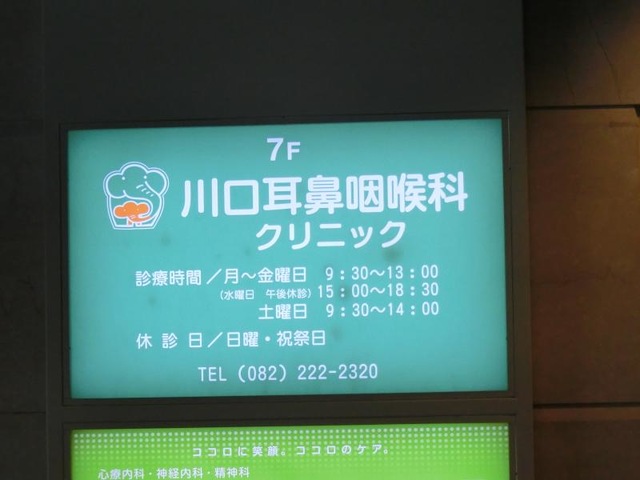 7F
川口耳鼻咽喉科
クリニック
診療時間／月～金曜日 9:30～13:00
（水曜日 午後休診）15:00～18:30
土曜日 9:30～14:00
休診日／日曜・祝祭日
TEL (082) 222-2320
ココロに笑顔。ココロのケア。
心療内科・神経内科・精神科